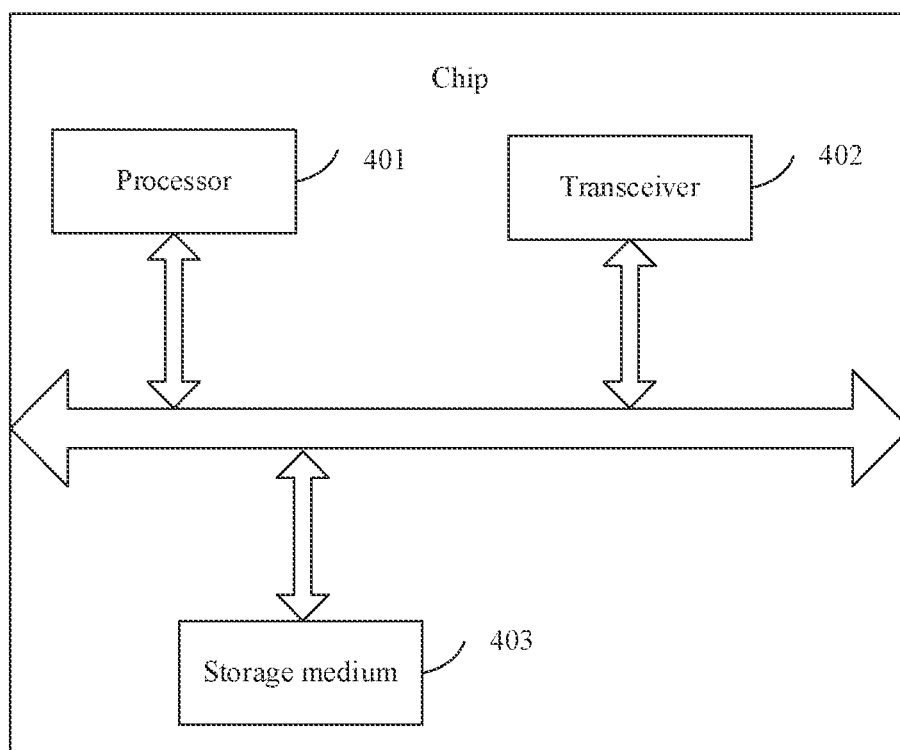 Chip
Processor
401
Transceiver
402
Storage medium
403